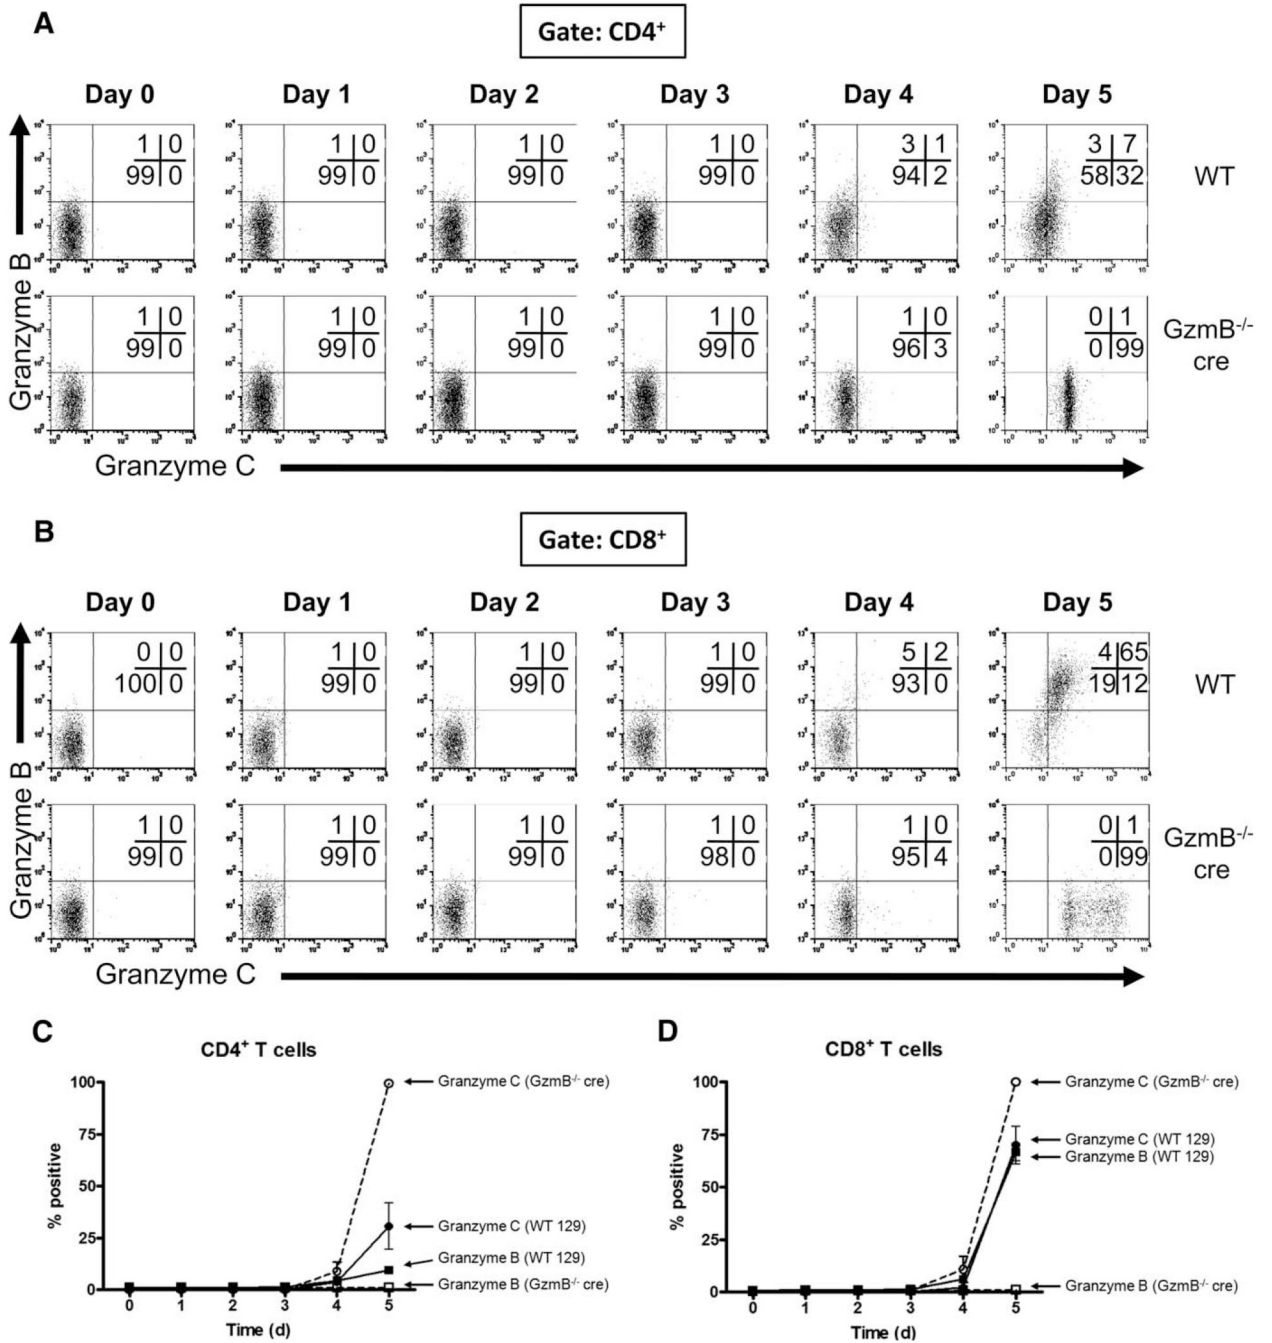 A
Gate: CD4⁺
Day 0 Day 1 Day 2 Day 3 Day 4 Day 5
1 0 1 0 1 0 1 0 3 1 3 7
99 0 99 0 99 0 99 0 94 2 58 32
WT
1 0 1 0 1 0 1 0 1 0 0 1
99 0 99 0 99 0 99 0 96 3 0 99
GzmB⁻/⁻
cre
Granzyme B
Granzyme C
B
Gate: CD8⁺
Day 0 Day 1 Day 2 Day 3 Day 4 Day 5
0 0 1 0 1 0 1 0 5 2 4 65
100 0 99 0 99 0 99 0 93 0 19 12
WT
1 0 1 0 1 0 1 0 1 0 0 1
99 0 99 0 99 0 98 0 95 4 0 99
GzmB⁻/⁻
cre
Granzyme B
Granzyme C
C
CD4⁺ T cells
% positive
100
75
50
25
0
0 1 2 3 4 5
Time (d)
Granzyme C (GzmB⁻/⁻ cre)
Granzyme C (WT 129)
Granzyme B (WT 129)
Granzyme B (GzmB⁻/⁻ cre)
D
CD8⁺ T cells
% positive
100
75
50
25
0
0 1 2 3 4 5
Time (d)
Granzyme C (GzmB⁻/⁻ cre)
Granzyme C (WT 129)
Granzyme B (WT 129)
Granzyme B (GzmB⁻/⁻ cre)